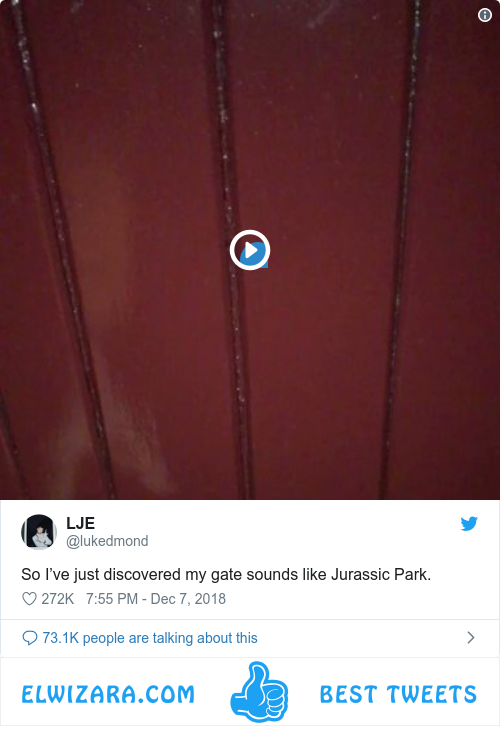 LJE
@lukedmond
So I’ve just discovered my gate sounds like Jurassic Park.
272K 7:55 PM - Dec 7, 2018
73.1K people are talking about this
ELWIZARA.COM BEST TWEETS